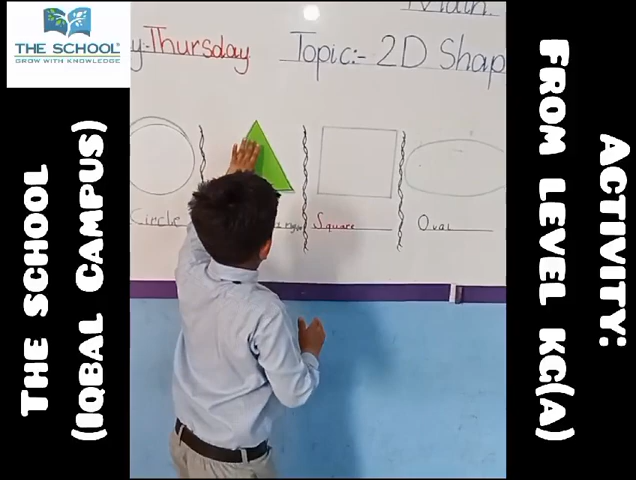 THE SCHOOL
GROW WITH KNOWLEDGE
THE SCHOOL
(IQBAL CAMPUS)
Math
y-Thursday
Topic:- 2D Shap
Circle
Square
Oval
ACTIVITY:
FROM LEVEL KG(A)